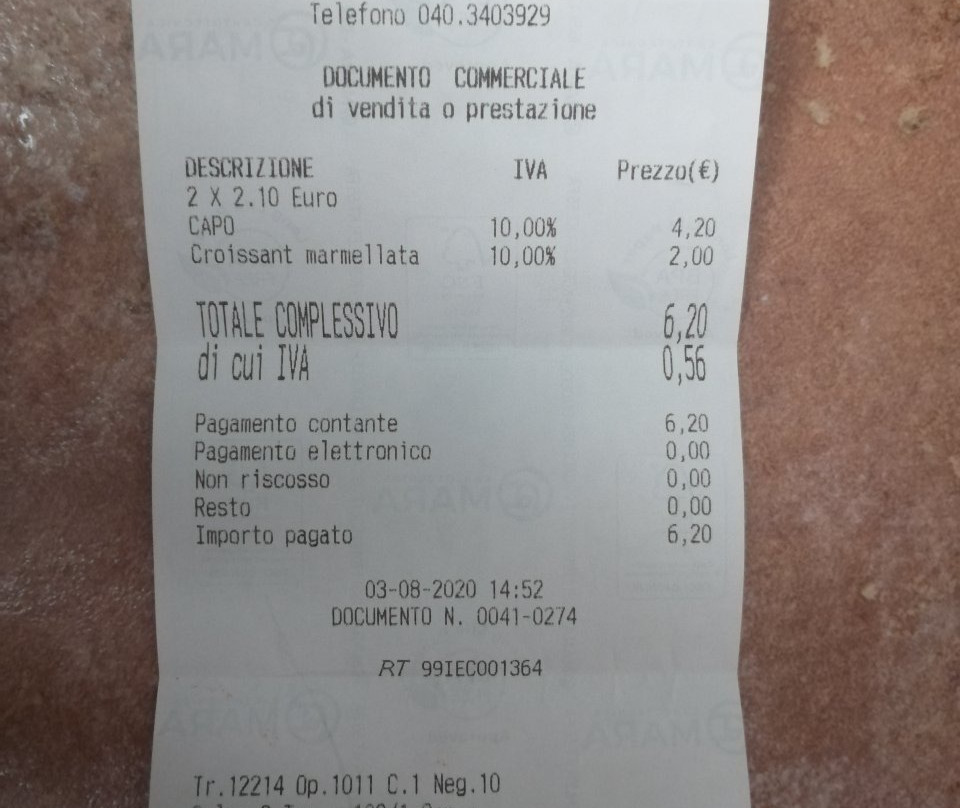 Telefono 040.3403929
DOCUMENTO COMMERCIALE
di vendita o prestazione
DESCRIZIONE IVA Prezzo(€)
2 X 2.10 Euro
CAPO 10,00% 4,20
Croissant marmellata 10,00% 2,00
TOTALE COMPLESSIVO 6,20
di cui IVA 0,56
Pagamento contante 6,20
Pagamento elettronico 0,00
Non riscosso 0,00
Resto 0,00
Importo pagato 6,20
03-08-2020 14:52
DOCUMENTO N. 0041-0274
RT 99IEC001364
Tr.12214 Op.1011 C.1 Neg.10